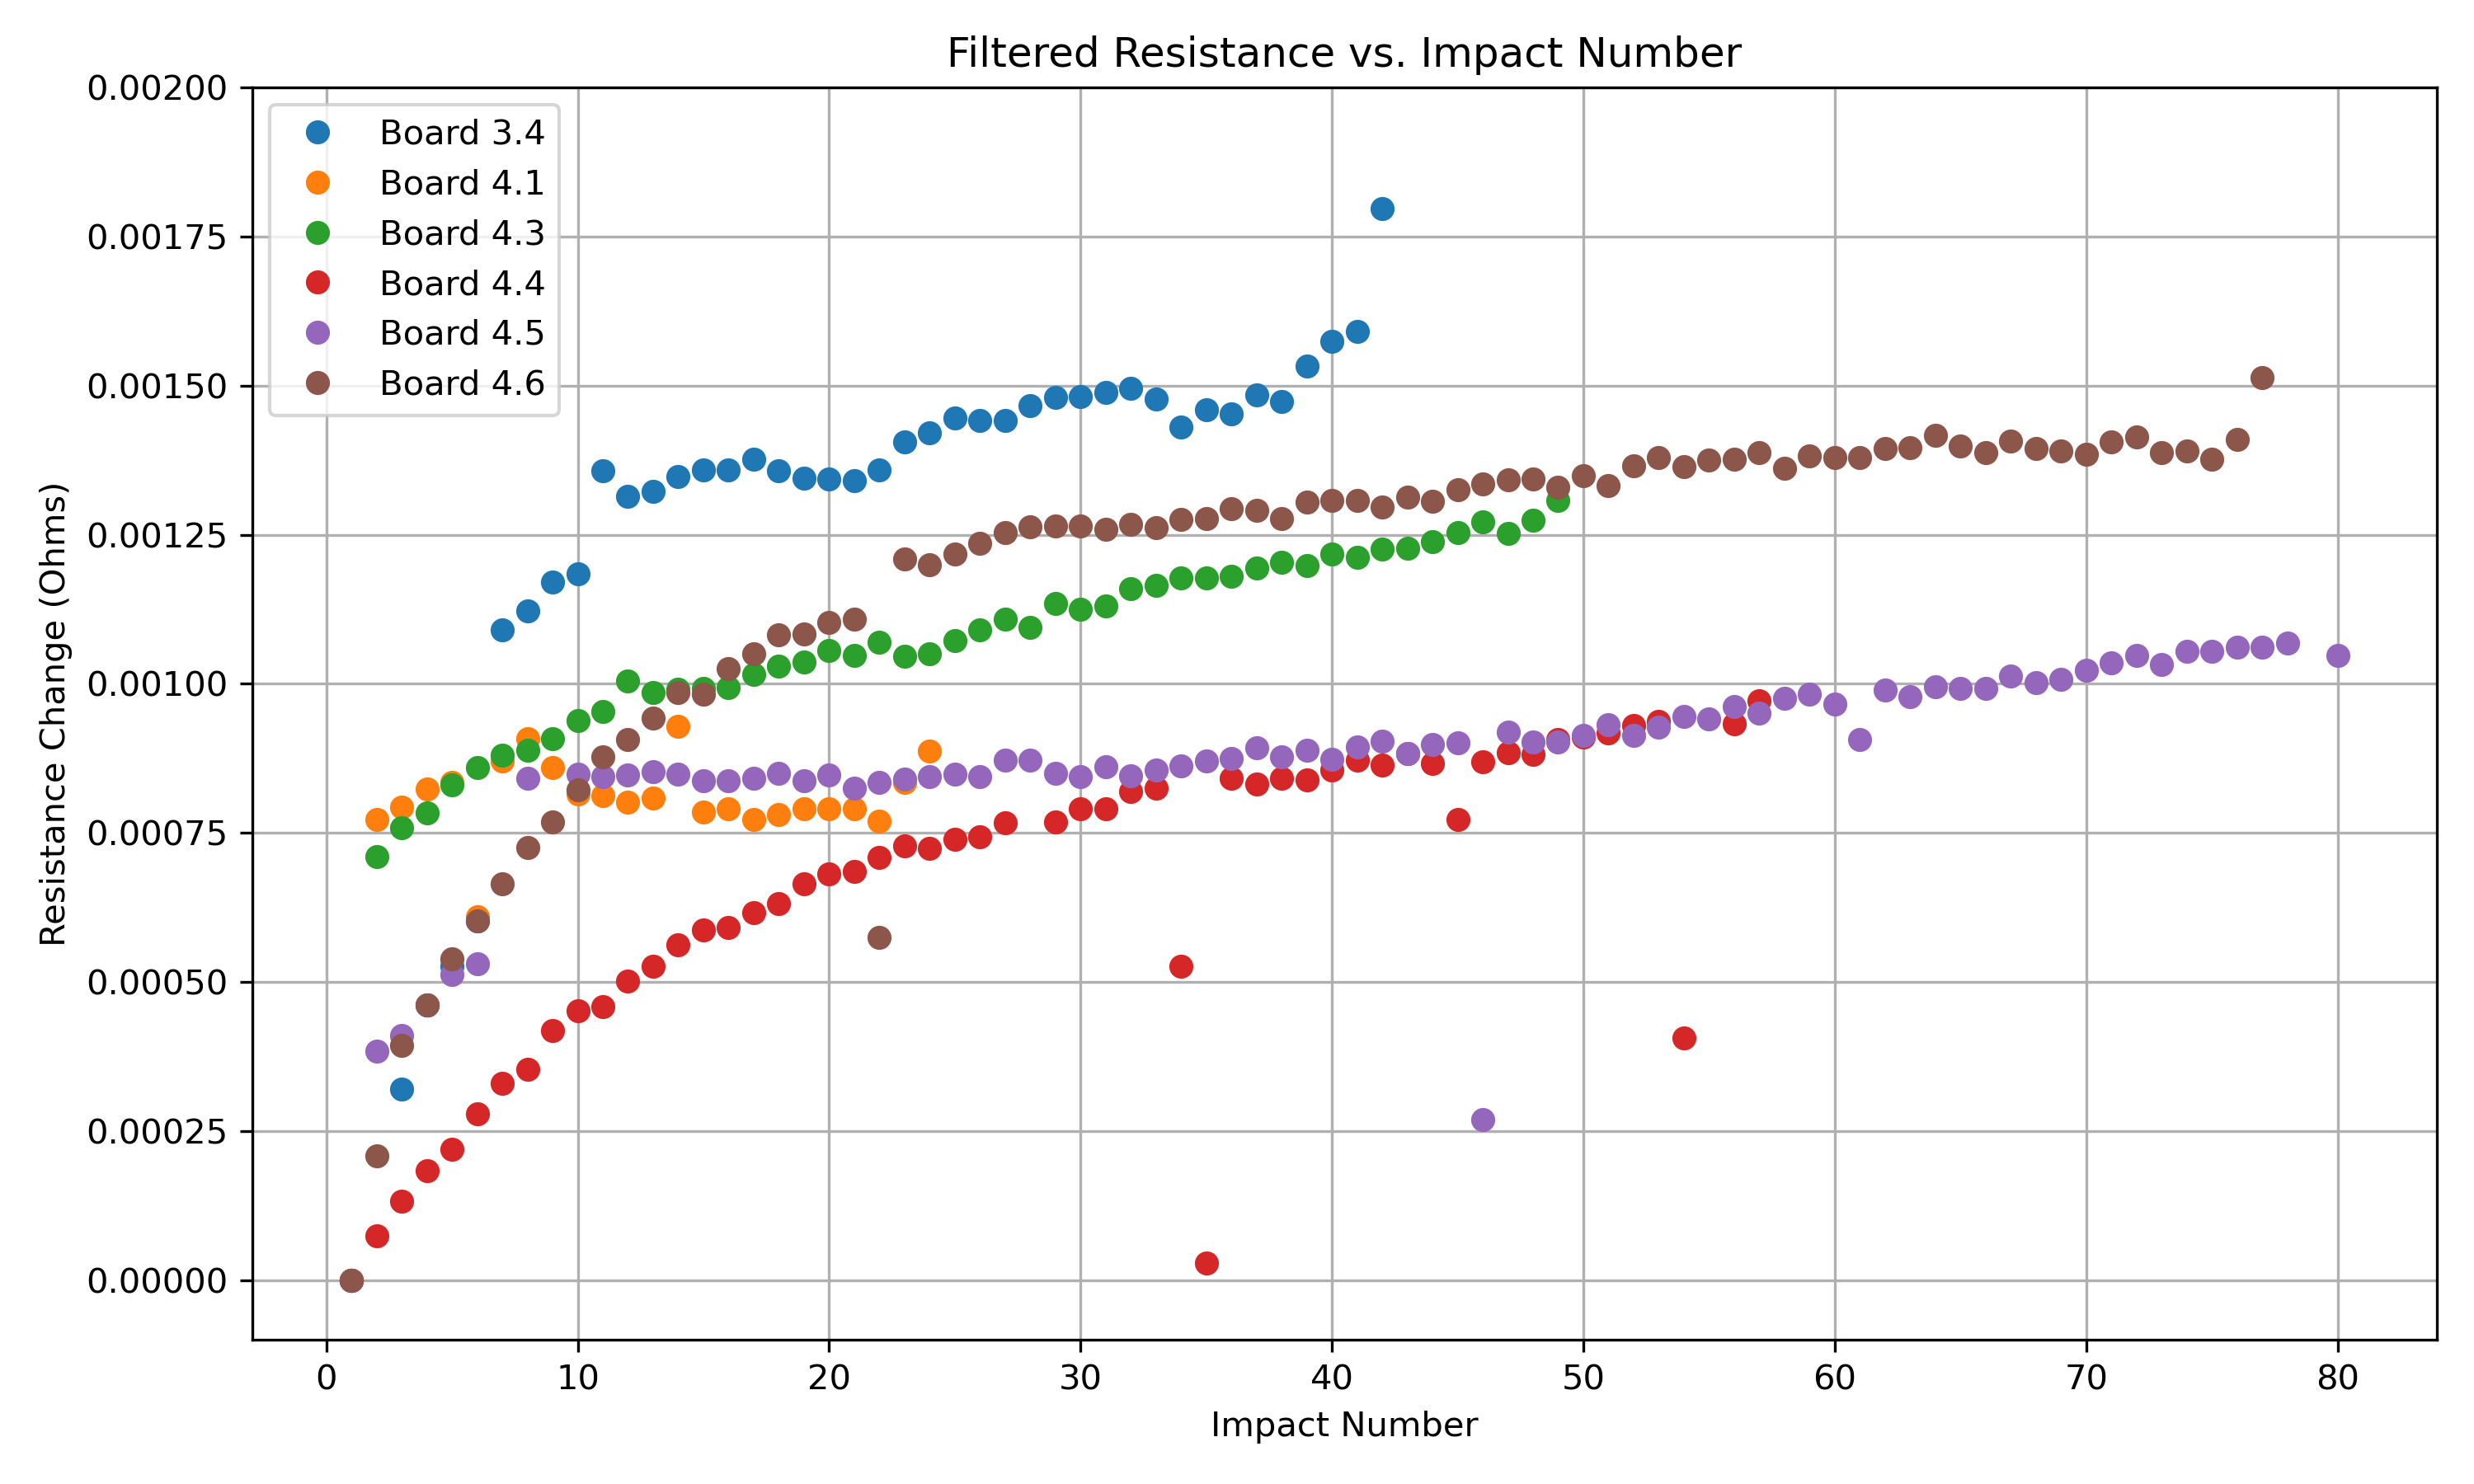 Filtered Resistance vs. Impact Number
0.00200
0.00175
0.00150
0.00125
0.00100
0.00075
0.00050
0.00025
0.00000
Resistance Change (Ohms)
Board 3.4
Board 4.1
Board 4.3
Board 4.4
Board 4.5
Board 4.6
0 10 20 30 40 50 60 70 80
Impact Number